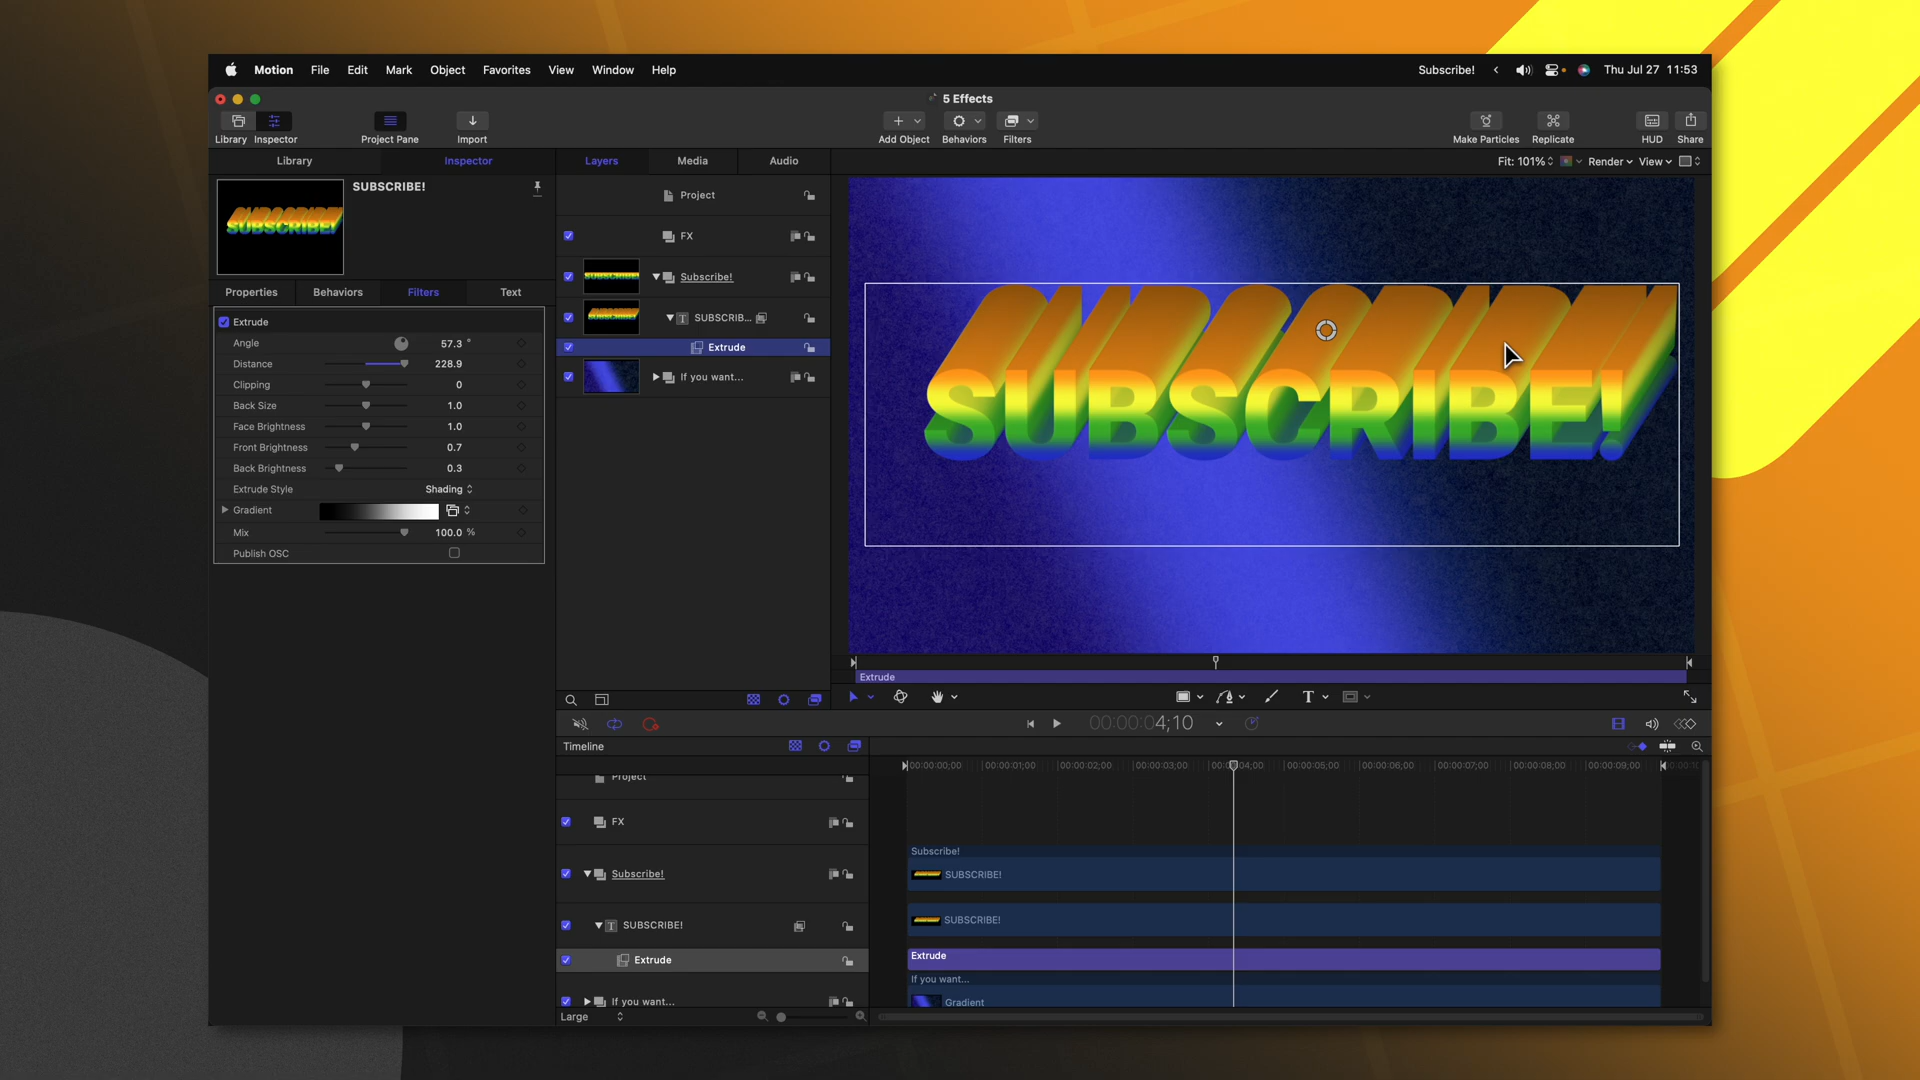 Motion File Edit Mark Object Favorites View Window Help
Subscribe! Thu Jul 27 11:53
5 Effects
Library Inspector Project Pane Import
Add Object Behaviors Filters
Make Particles Replicate HUD Share
Library Inspector
Layers Media Audio
Fit: 101% Render View
SUBSCRIBE!
SUBSCRIBE!
Properties Behaviors Filters Text
Extrude
Angle 57.3 °
Distance 228.9
Clipping 0
Back Size 1.0
Face Brightness 1.0
Front Brightness 0.7
Back Brightness 0.3
Extrude Style Shading
Gradient
Mix 100.0 %
Publish OSC
Project
FX
SUBSCRIBE!
Subscribe!
SUBSCRIBE!
T SUBSCRIB...
Extrude
If you want...
SUBSCRIBE!
Extrude
T
00:00:04;10
Timeline
00:00:00;00 00:00:01;00 00:00:02;00 00:00:03;00 00:00:04;00 00:00:05;00 00:00:06;00 00:00:07;00 00:00:08;00 00:00:09;00
Project
FX
Subscribe!
T SUBSCRIBE!
Extrude
If you want...
Large
Subscribe!
SUBSCRIBE!
SUBSCRIBE!
Extrude
If you want...
Gradient